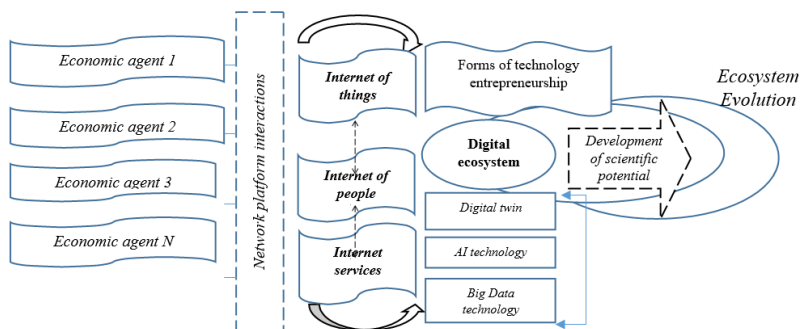 Economic agent 1
Economic agent 2
Economic agent 3
Economic agent N
Network platform interactions
Internet of
things
Internet of
people
Internet
services
Forms of technology
entrepreneurship
Digital
ecosystem
Digital twin
AI technology
Big Data
technology
Development
of scientific
potential
Ecosystem
Evolution